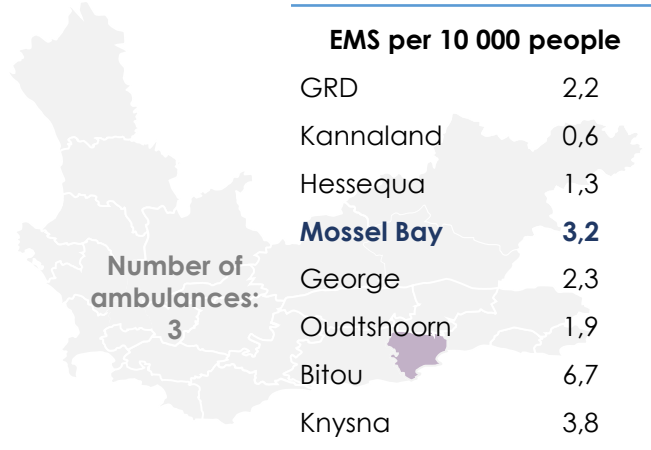 EMS per 10 000 people
GRD 2,2
Kannaland 0,6
Hessequa 1,3
Mossel Bay 3,2
George 2,3
Oudtshoorn 1,9
Bitou 6,7
Knysna 3,8
Number of
ambulances:
3